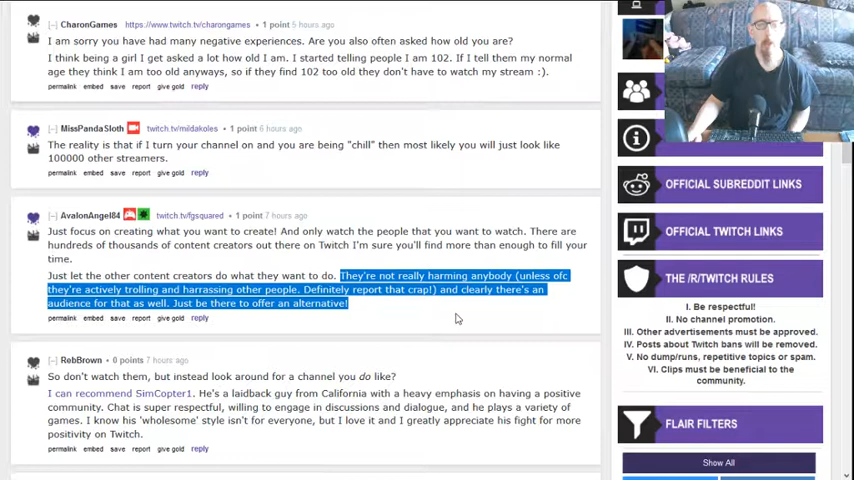 [–] CharonGames https://www.twitch.tv/charongames • 1 point 5 hours ago
I am sorry you have had many negative experiences. Are you also often asked how old you are?
I think being a girl I get asked a lot how old I am. I started telling people I am 102. If I tell them my normal
age they think I am too old anyways, so if they find 102 too old they don't have to watch my stream :).
permalink embed save report give gold reply
[–] MissPandaSloth twitch.tv/mildakoles • 1 point 6 hours ago
The reality is that if I turn your channel on and you are being "chill" then most likely you will just look like
100000 other streamers.
permalink embed save report give gold reply
[–] AvalonAngel84 twitch.tv/fgsquared • 1 point 7 hours ago
Just focus on creating what you want to create! And only watch the people that you want to watch. There are
hundreds of thousands of content creators out there on Twitch I'm sure you'll find more than enough to fill your
time.
Just let the other content creators do what they want to do. They're not really harming anybody (unless ofc
they're actively trolling and harrassing other people. Definitely report that crap!) and clearly there's an
audience for that as well. Just be there to offer an alternative!
permalink embed save report give gold reply
[–] RebBrown • 0 points 7 hours ago
So don't watch them, but instead look around for a channel you do like?
I can recommend SimCopter1. He's a laidback guy from California with a heavy emphasis on having a positive
community. Chat is super respectful, willing to engage in discussions and dialogue, and he plays a variety of
games. I know his 'wholesome' style isn't for everyone, but I love it and I greatly appreciate his fight for more
positivity on Twitch.
permalink embed save report give gold reply
OFFICIAL SUBREDDIT LINKS
OFFICIAL TWITCH LINKS
THE /R/TWITCH RULES
I. Be respectful!
II. No channel promotion.
III. Other advertisements must be approved.
IV. Posts about Twitch bans will be removed.
V. No dump/runs, repetitive topics or spam.
VI. Clips must be beneficial to the
community.
FLAIR FILTERS
Show All